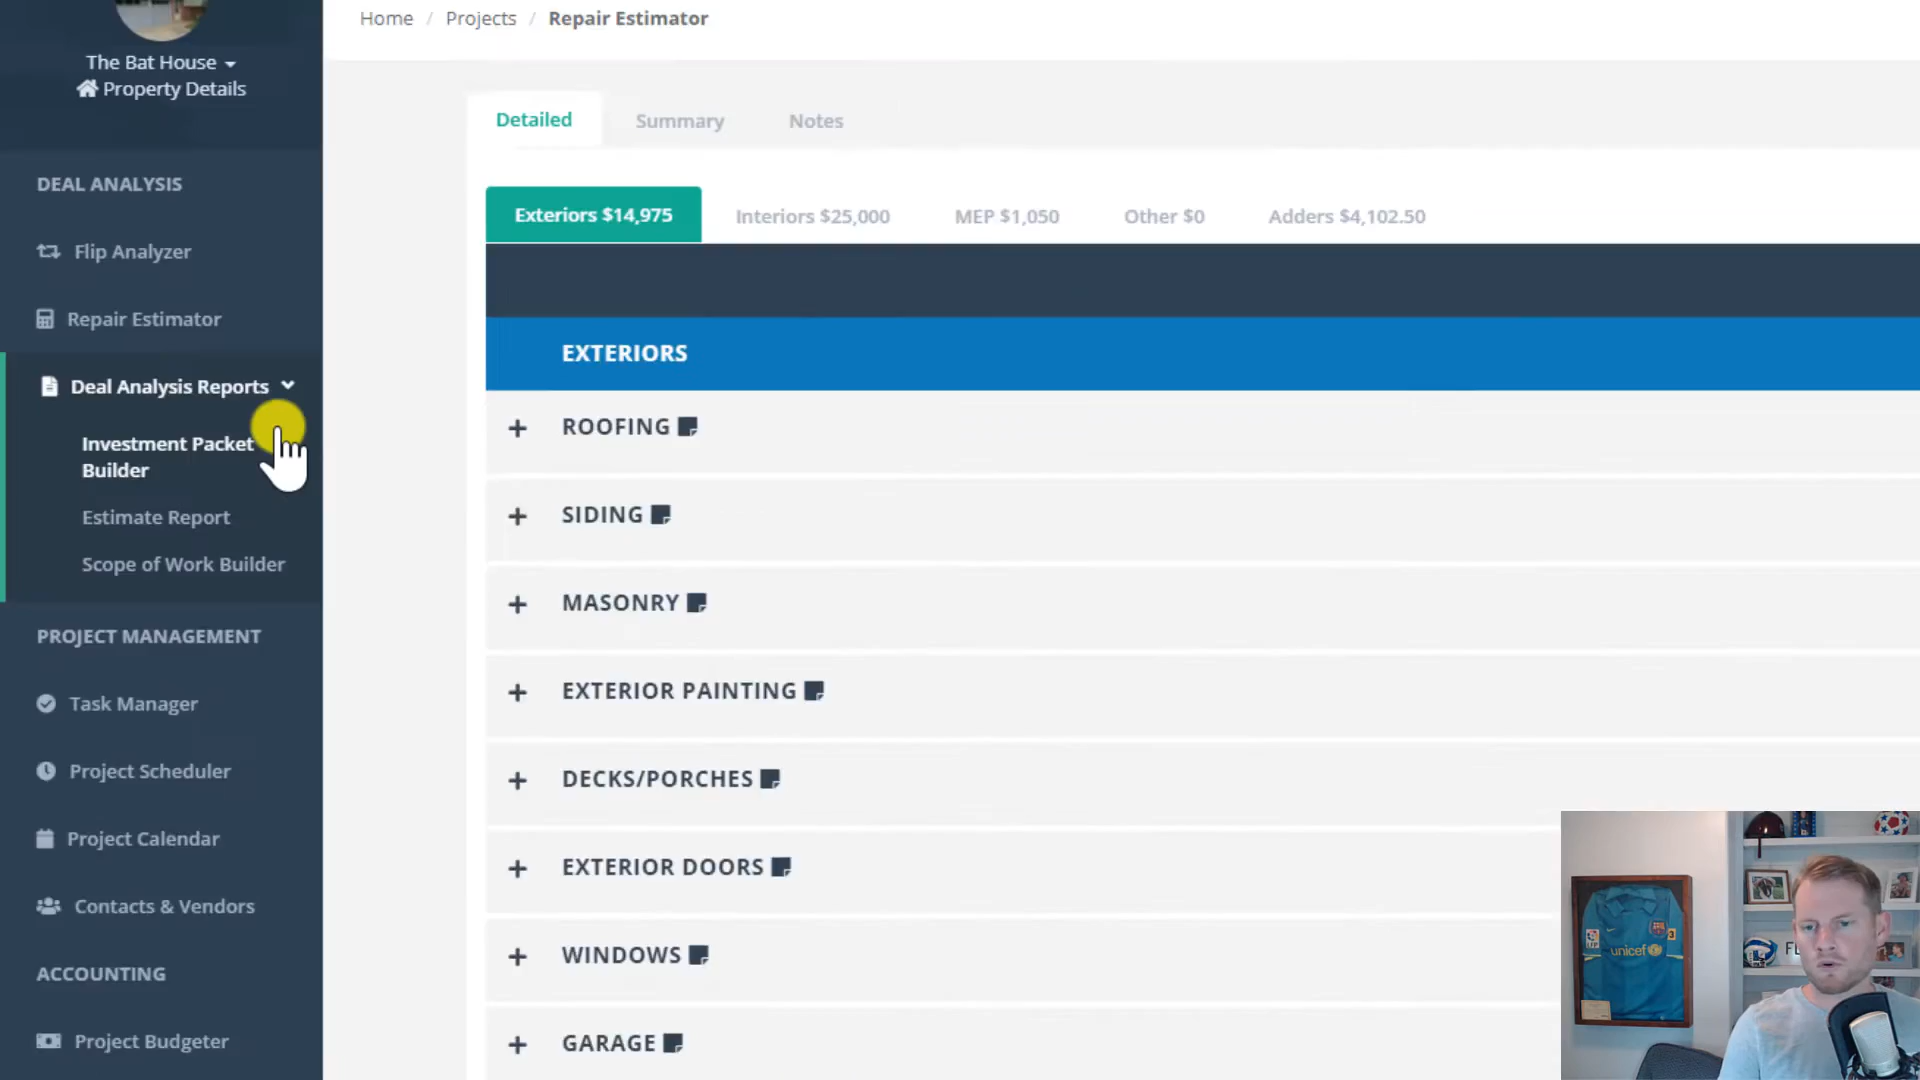 Home / Projects / Repair Estimator
The Bat House
Property Details
DEAL ANALYSIS
Flip Analyzer
Repair Estimator
Deal Analysis Reports
Investment Packet
Builder
Estimate Report
Scope of Work Builder
PROJECT MANAGEMENT
Task Manager
Project Scheduler
Project Calendar
Contacts & Vendors
ACCOUNTING
Project Budgeter
Detailed
Summary
Notes
Exteriors $14,975
Interiors $25,000
MEP $1,050
Other $0
Adders $4,102.50
EXTERIORS
+ ROOFING
+ SIDING
+ MASONRY
+ EXTERIOR PAINTING
+ DECKS/PORCHES
+ EXTERIOR DOORS
+ WINDOWS
+ GARAGE
unicef